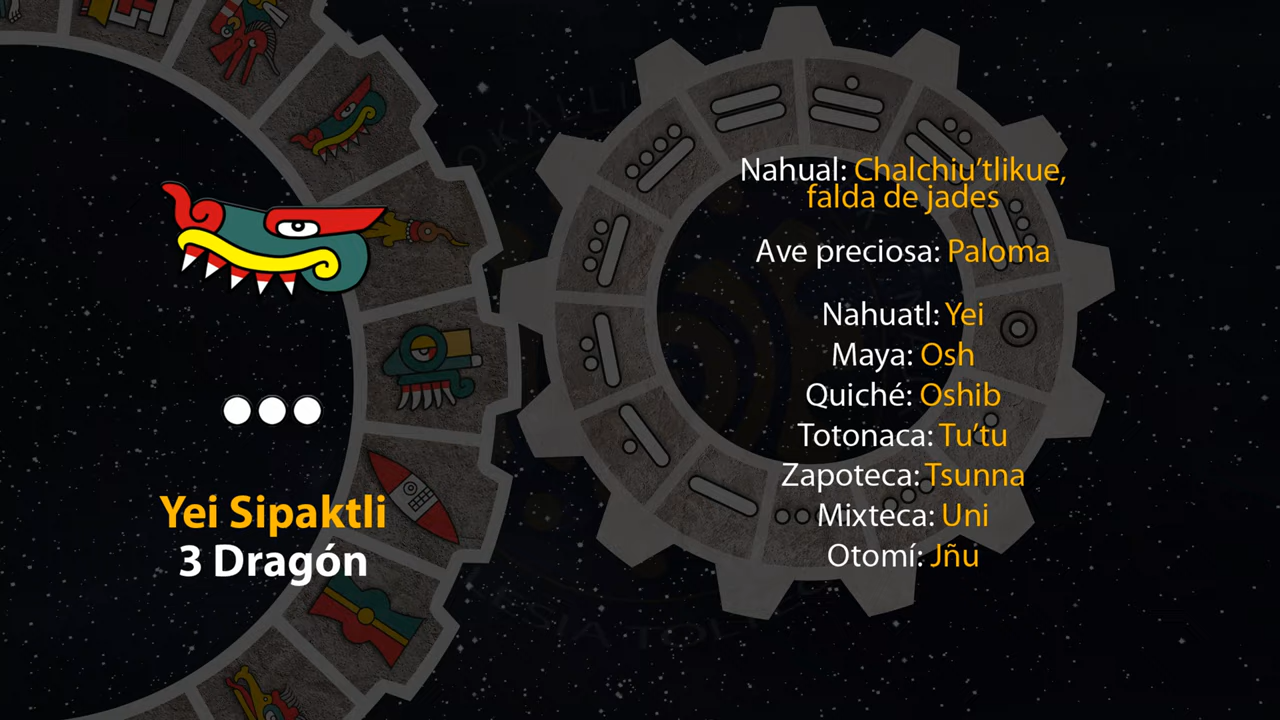 Yei Sipaktli
3 Dragón
Nahual: Chalchiu'tlikue,
falda de jades
Ave preciosa: Paloma
Nahuatl: Yei
Maya: Osh
Quiché: Oshib
Totonaca: Tu'tu
Zapoteca: Tsunna
Mixteca: Uni
Otomí: Jñu